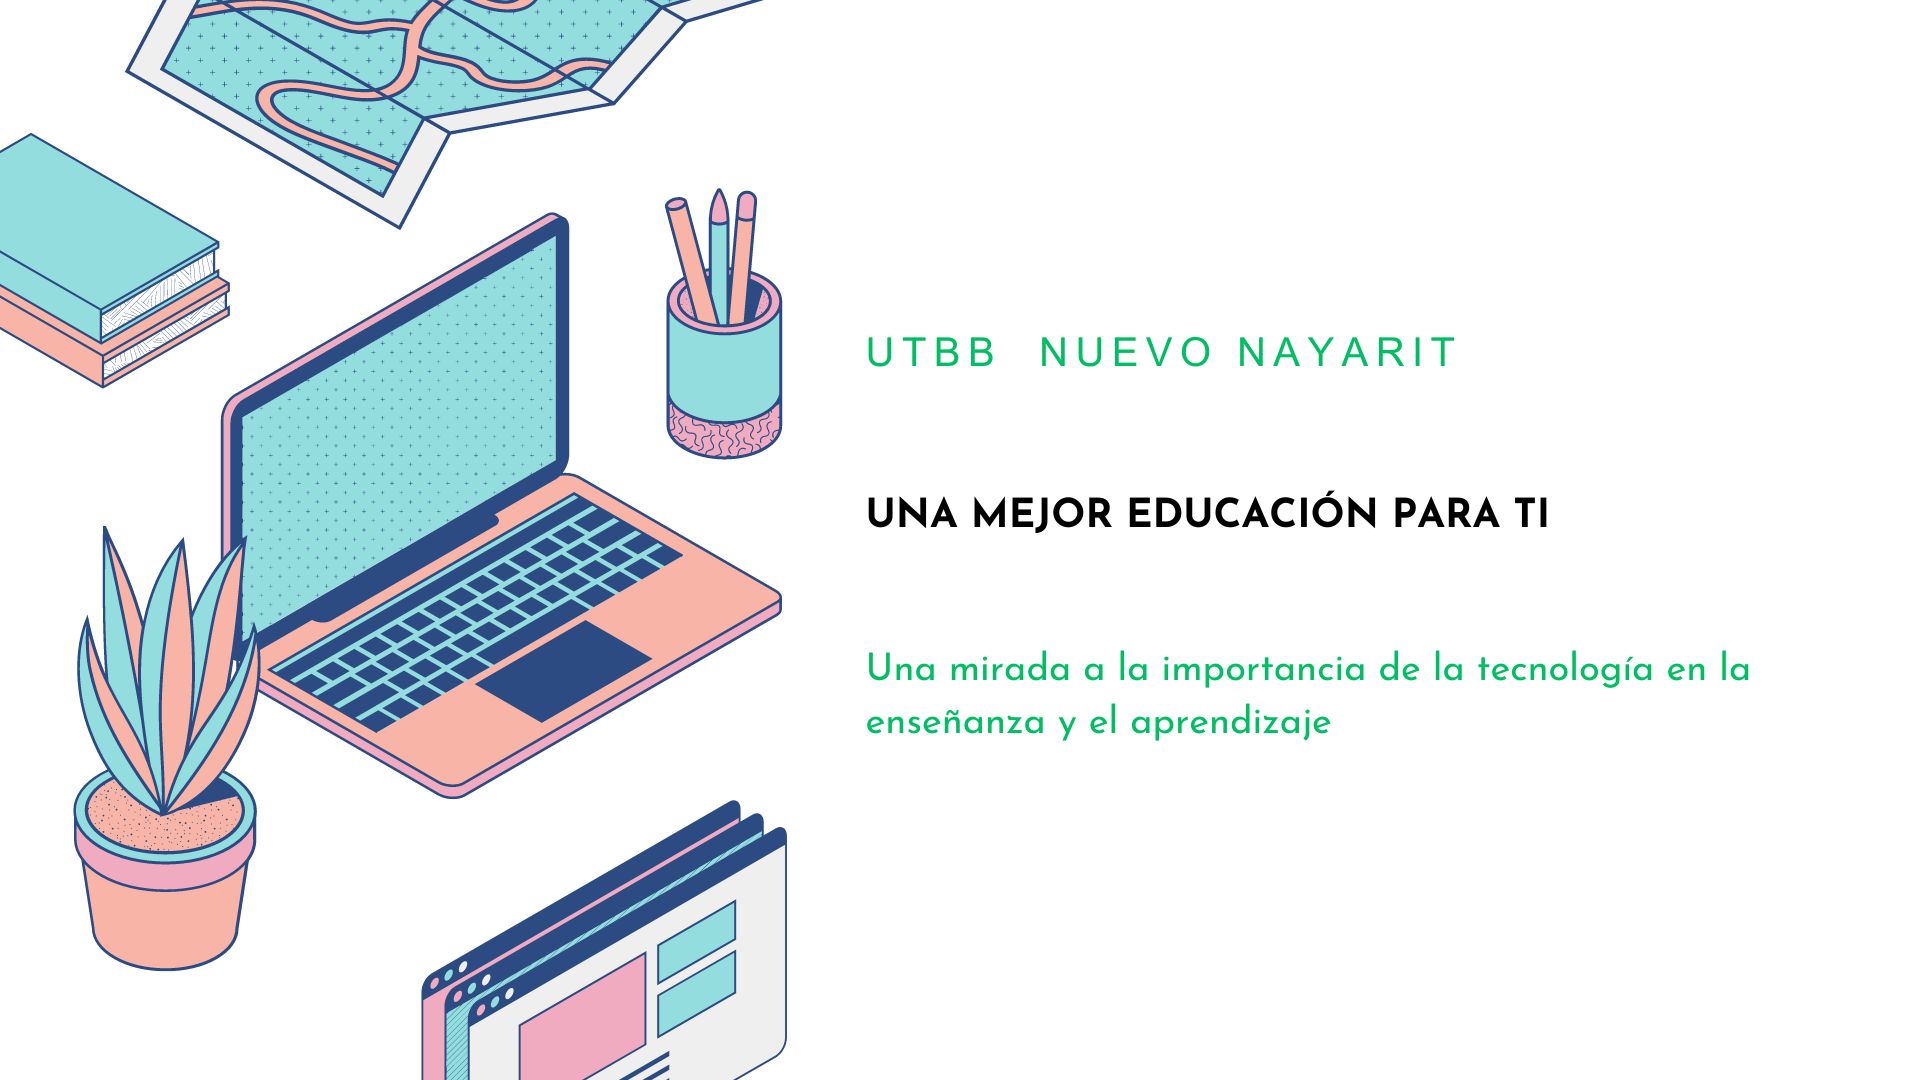 UTBB  NUEVO NAYARIT
UNA MEJOR EDUCACIÓN PARA TI
Una mirada a la importancia de la tecnología en la
enseñanza y el aprendizaje